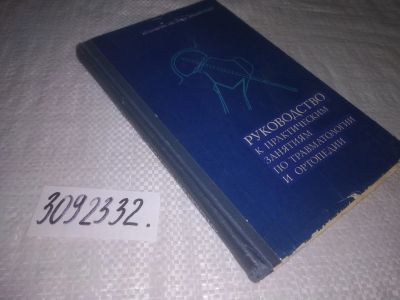 РУКОВОДСТВО
К ПРАКТИЧЕСКИМ
ЗАНЯТИЯМ
ПО ТРАВМАТОЛОГИИ
И ОРТОПЕДИИ
3092332.